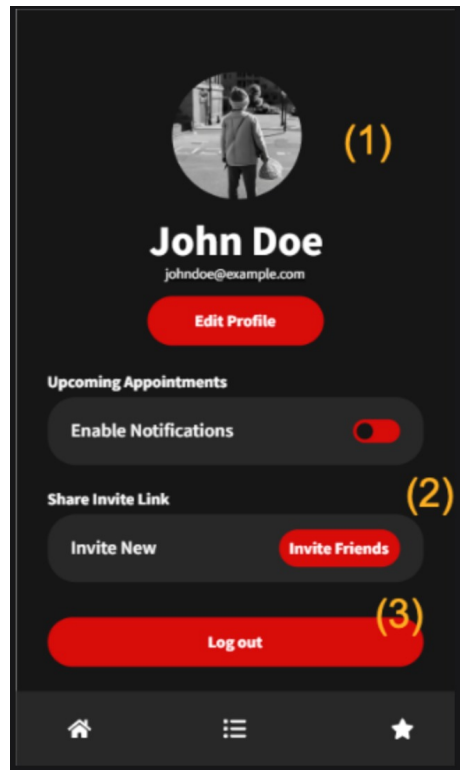 (1)
John Doe
johndoe@example.com
Edit Profile
Upcoming Appointments
Enable Notifications
Share Invite Link
(2)
Invite New
Invite Friends
(3)
Log out